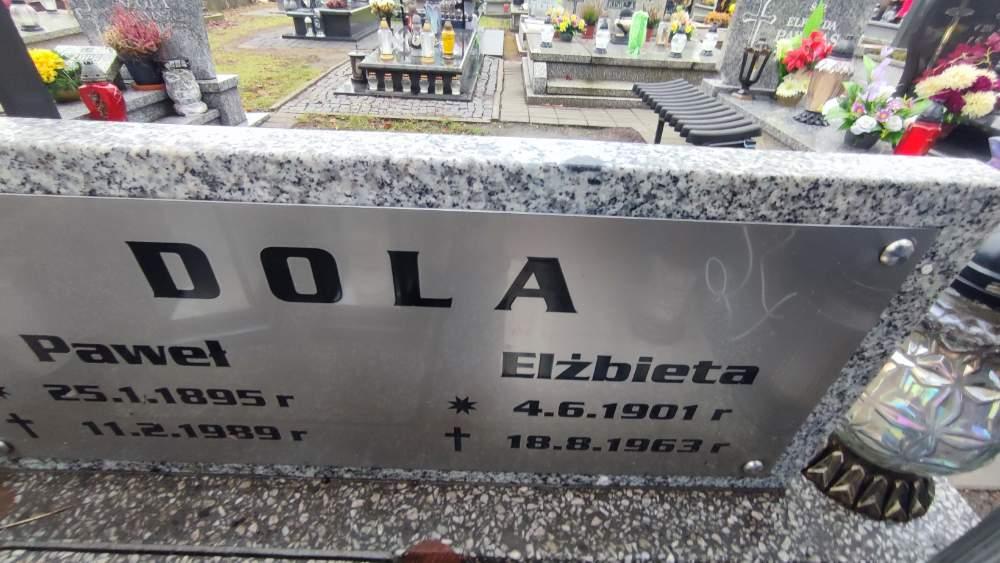 DOLA
Paweł
25.1.1895 r
11.2.1989 r
Elżbieta
4.6.1901 r
18.8.1963 r